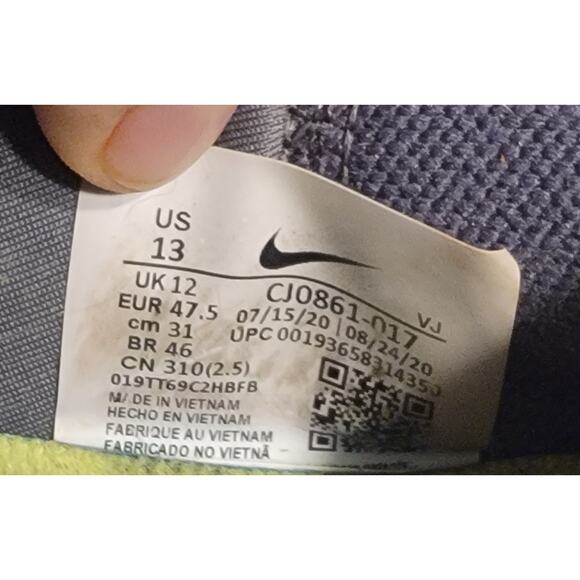 US
13
UK 12
EUR 47.5
cm 31
BR 46
CN 310(2.5)
019TT69C2HBFB
MADE IN VIETNAM
HECHO EN VIETNAM
FABRIQUE AU VIETNAM
FABRICADO NO VIETNÃ
CJ0861-017 VJ
07/15/20 | 08/24/20
UPC 00193658314350